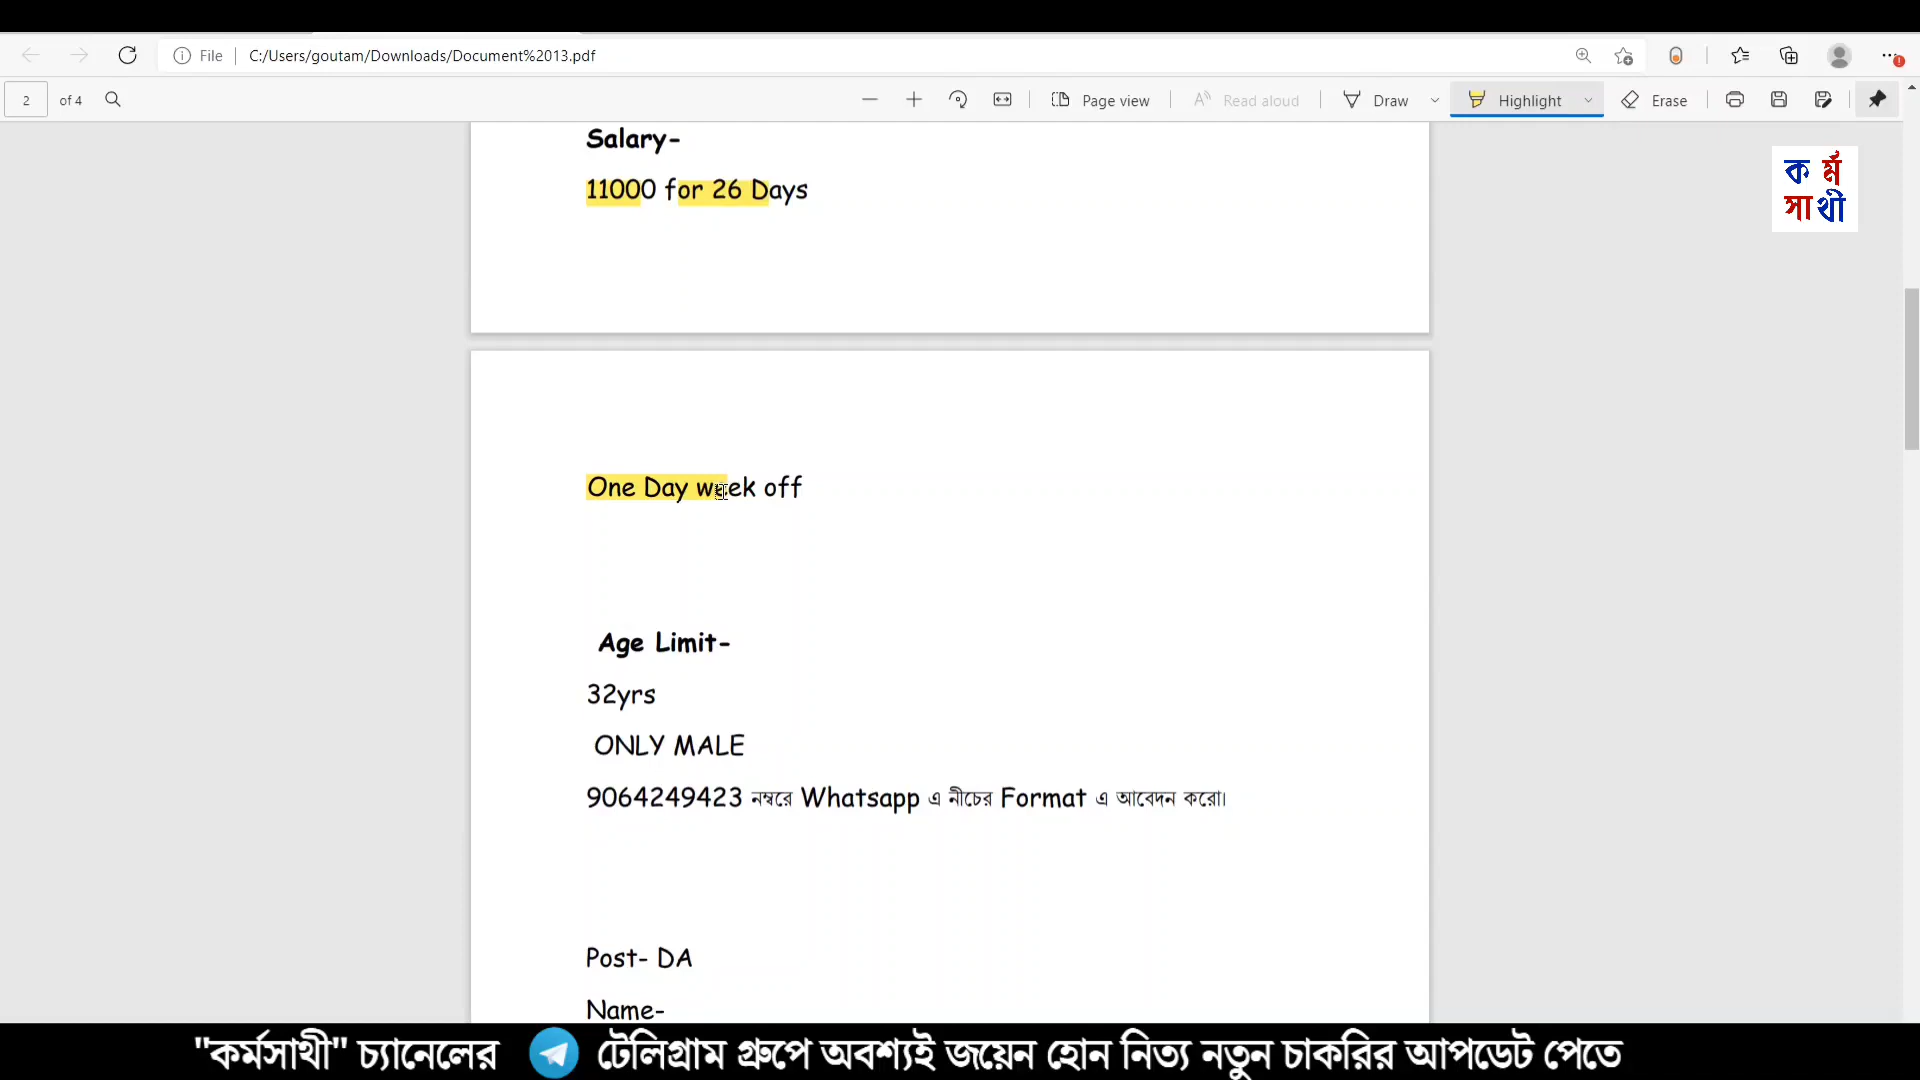 File C:/Users/goutam/Downloads/Document%2013.pdf
2 of 4 Page view Read aloud Draw Highlight Erase
Salary-
11000 for 26 Days
কর্ম
সাথী
One Day week off
Age Limit-
32yrs
ONLY MALE
9064249423 নম্বরে Whatsapp এ নীচের Format এ আবেদন করো।
Post- DA
Name-
"কর্মসাথী" চ্যানেলের টেলিগ্রাম গ্রুপে অবশ্যই জয়েন হোন নিত্য নতুন চাকরির আপডেট পেতে